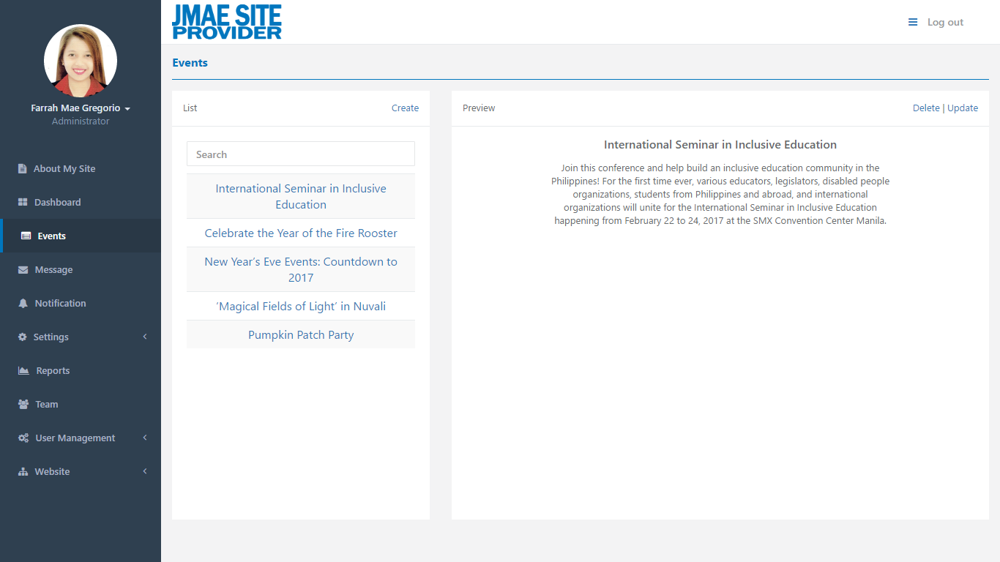 JMAE SITE
PROVIDER
Log out
Farrah Mae Gregorio
Administrator
About My Site
Dashboard
Events
Message
Notification
Settings
Reports
Team
User Management
Website
Events
List
Create
Search
International Seminar in Inclusive
Education
Celebrate the Year of the Fire Rooster
New Year’s Eve Events: Countdown to
2017
‘Magical Fields of Light’ in Nuvali
Pumpkin Patch Party
Preview
Delete | Update
International Seminar in Inclusive Education
Join this conference and help build an inclusive education community in the
Philippines! For the first time ever, various educators, legislators, disabled people
organizations, students from Philippines and abroad, and international
organizations will unite for the International Seminar in Inclusive Education
happening from February 22 to 24, 2017 at the SMX Convention Center Manila.